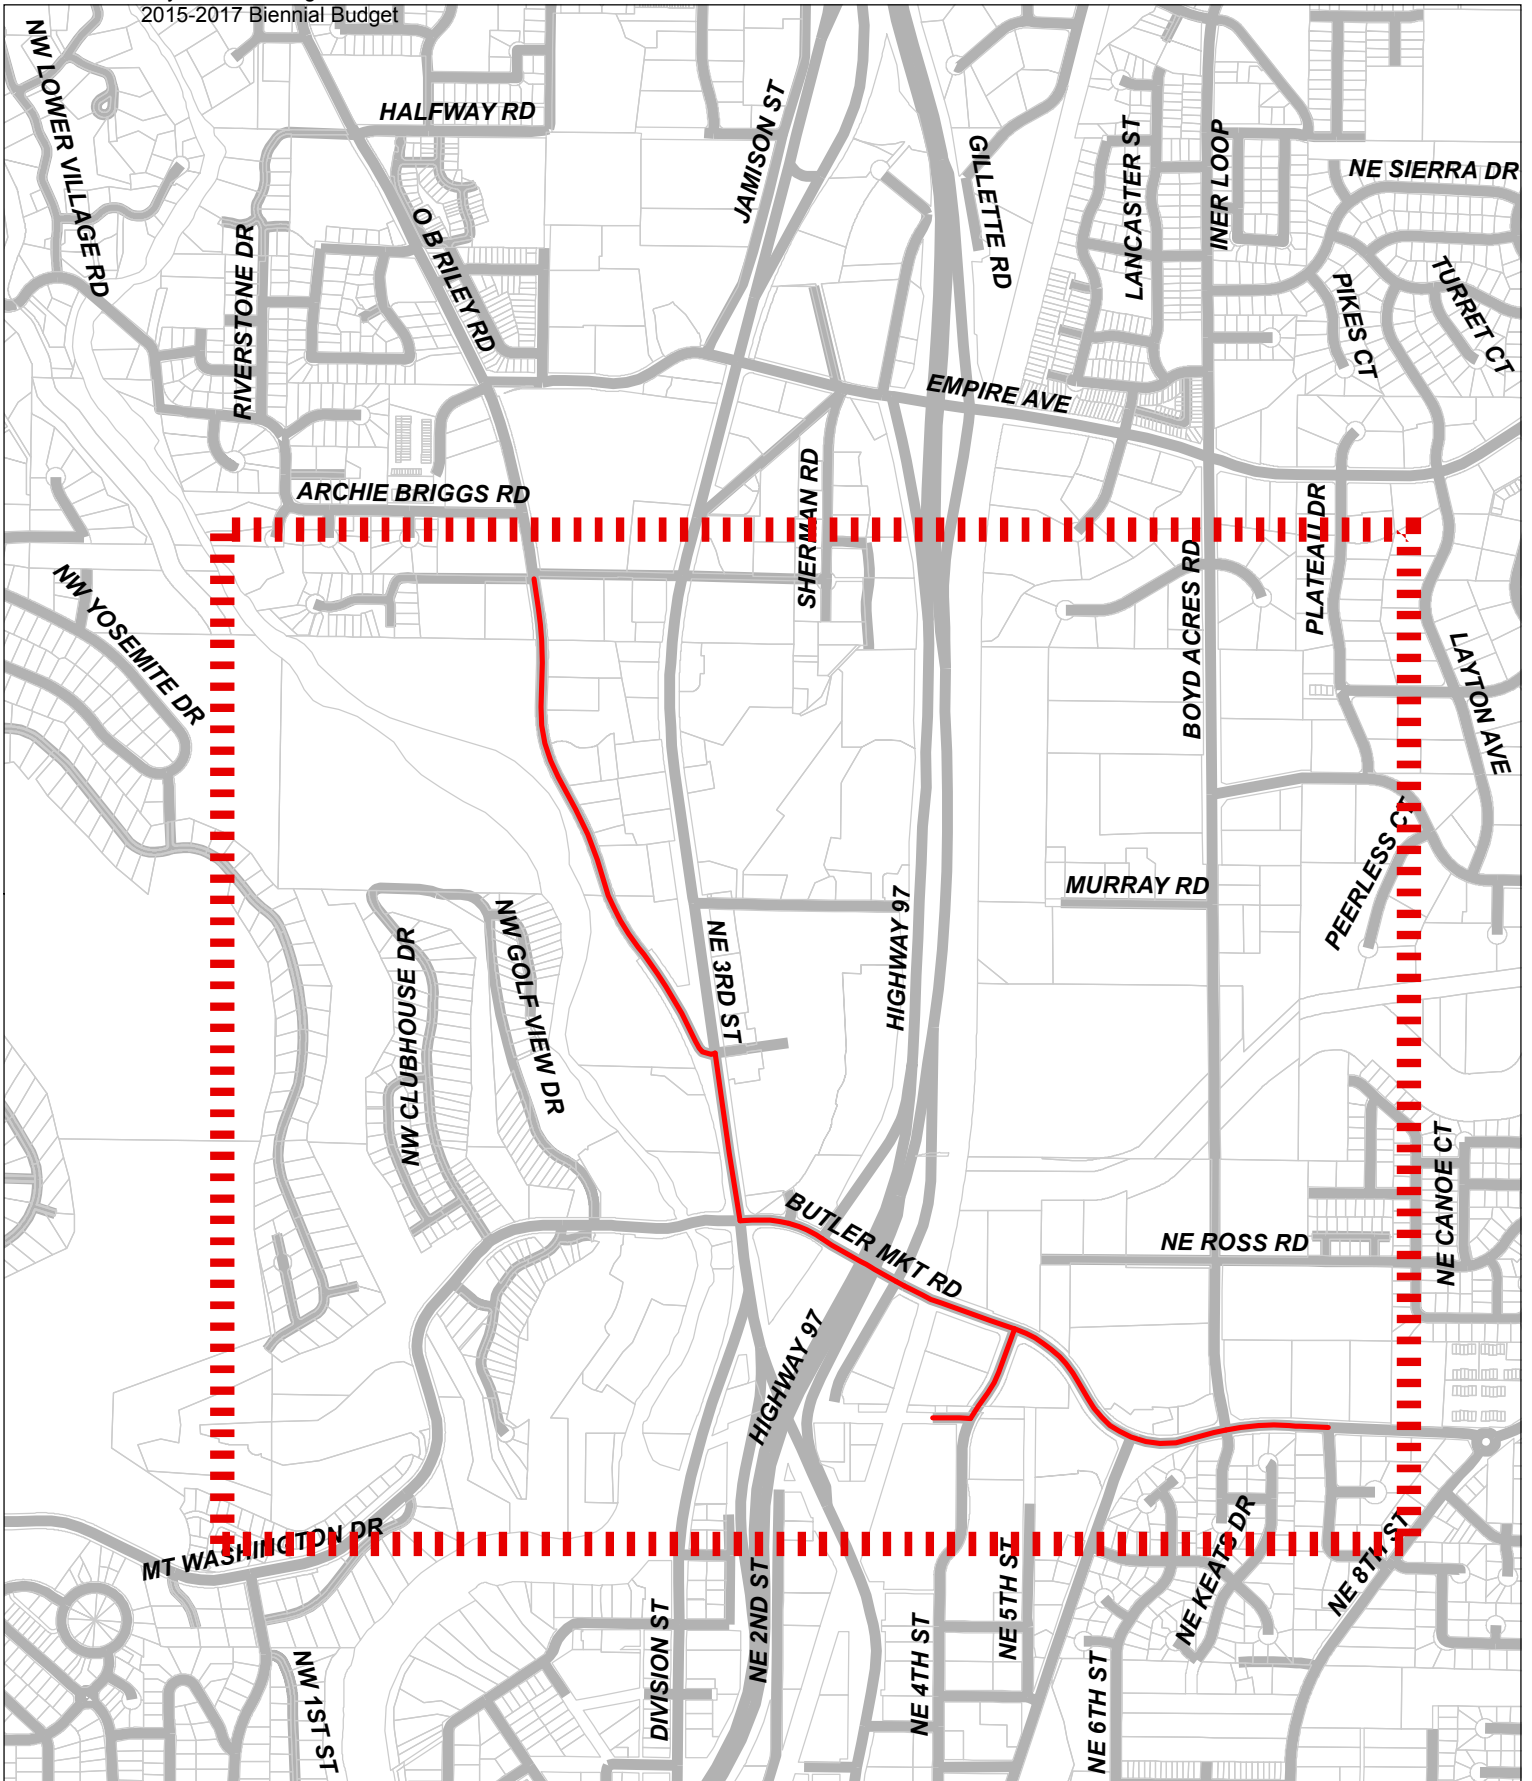 2015-2017 Biennial Budget
NW LOWER VILLAGE RD
HALFWAY RD
JAMISON ST
GILLETTE RD
LANCASTER ST
INER LOOP
NE SIERRA DR
RIVERSTONE DR
O B RILEY RD
PIKES CT
TURRET CT
EMPIRE AVE
ARCHIE BRIGGS RD
SHERMAN RD
PLATEAU DR
NW YOSEMITE DR
BOYD ACRES RD
LAYTON AVE
PEERLESS CT
MURRAY RD
HIGHWAY 97
NE 3RD ST
NW GOLF VIEW DR
NW CLUBHOUSE DR
BUTLER MKT RD
NE ROSS RD
NE CANOE CT
HIGHWAY 97
MT WASHINGTON DR
NE 5TH ST
NE KEATS DR
NE 8TH ST
NE 2ND ST
DIVISION ST
NE 4TH ST
NE 6TH ST
NW 1ST ST